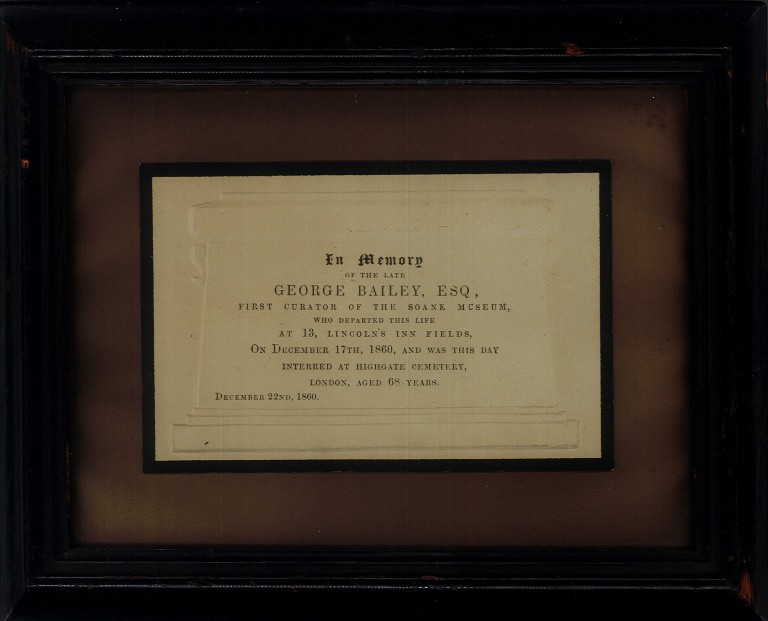 In Memory
OF THE LATE
GEORGE BAILEY, ESQ,
FIRST CURATOR OF THE SOANE MUSEUM,
WHO DEPARTED THIS LIFE
AT 13, LINCOLN'S INN FIELDS,
ON DECEMBER 17TH, 1860, AND WAS THIS DAY
INTERRED AT HIGHGATE CEMETERY,
LONDON, AGED 68 YEARS.
DECEMBER 22ND, 1860.